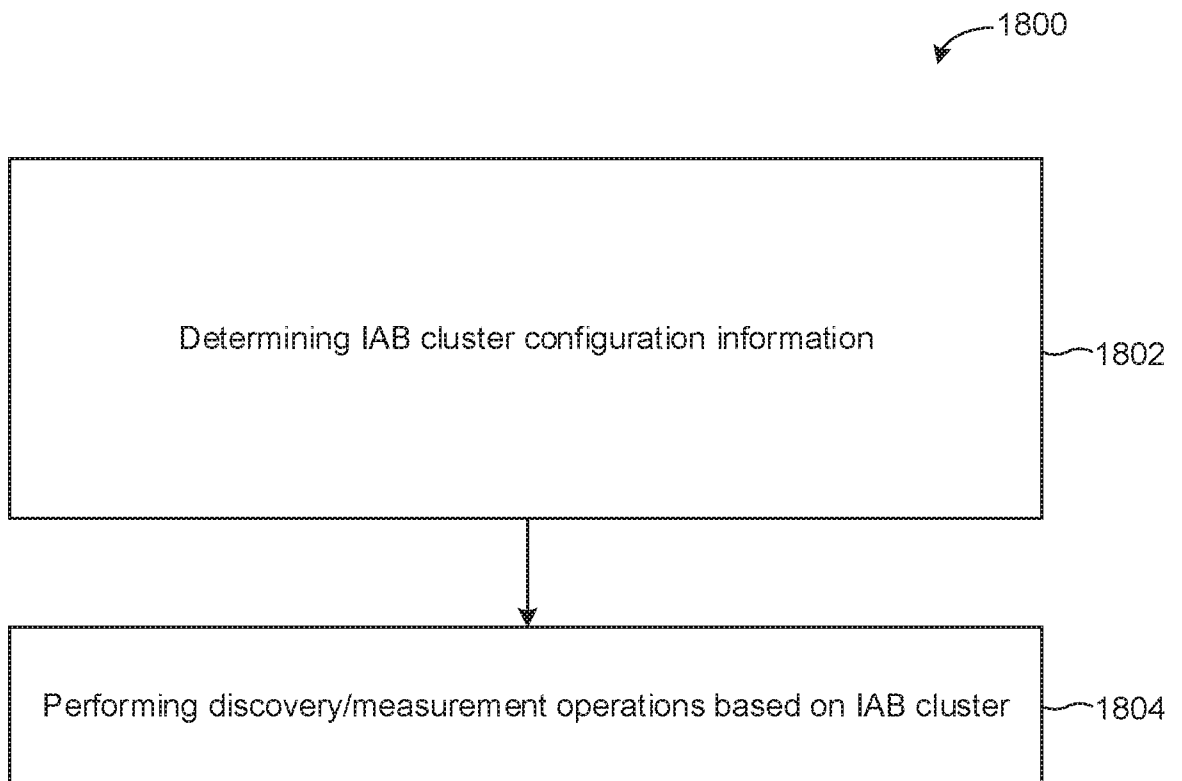 1800
Determining IAB cluster configuration information
1802
Performing discovery/measurement operations based on IAB cluster
1804